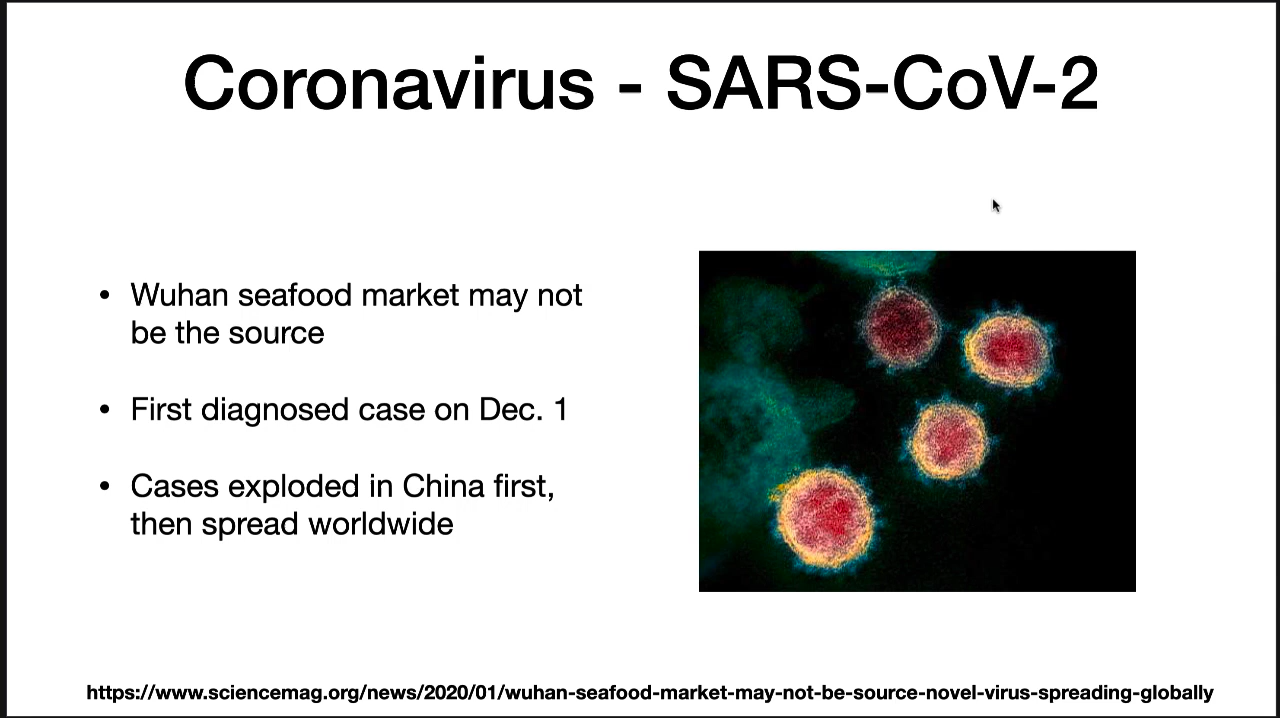 Coronavirus - SARS-CoV-2
• Wuhan seafood market may not
be the source
• First diagnosed case on Dec. 1
• Cases exploded in China first,
then spread worldwide
https://www.sciencemag.org/news/2020/01/wuhan-seafood-market-may-not-be-source-novel-virus-spreading-globally